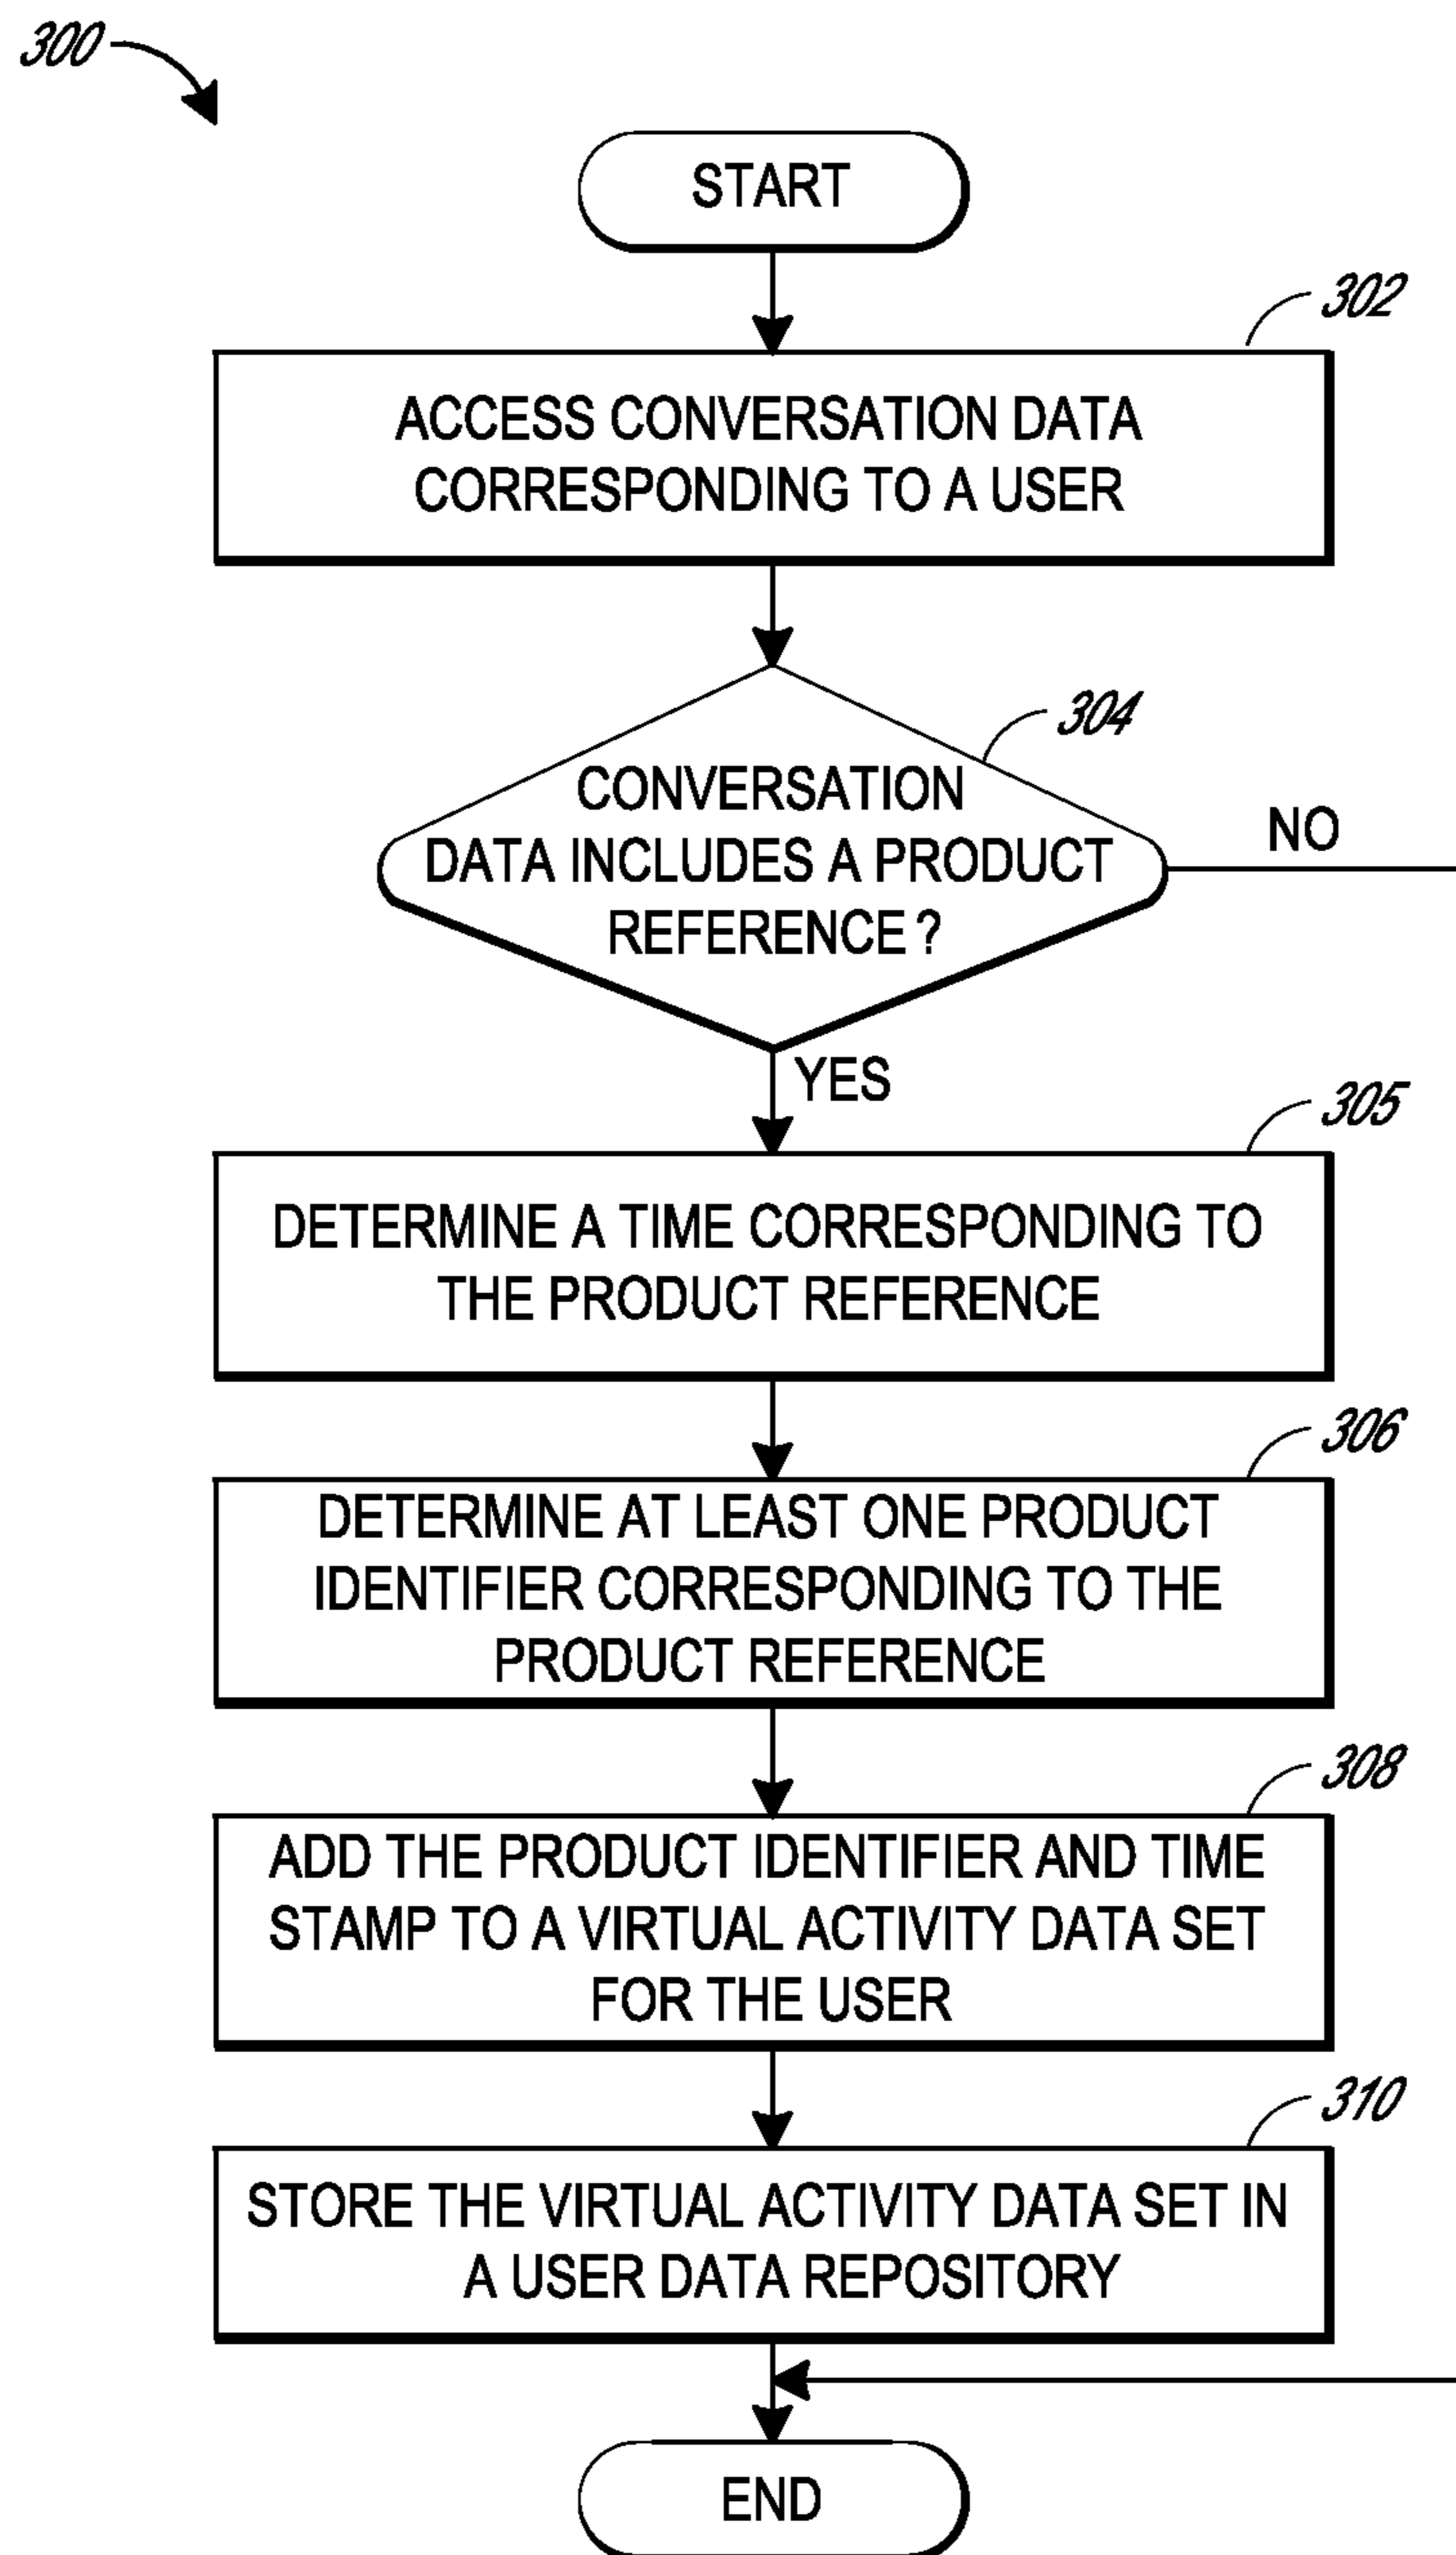 300
START
302
ACCESS CONVERSATION DATA
CORRESPONDING TO A USER
304
CONVERSATION
DATA INCLUDES A PRODUCT
REFERENCE ?
NO
YES
305
DETERMINE A TIME CORRESPONDING TO
THE PRODUCT REFERENCE
306
DETERMINE AT LEAST ONE PRODUCT
IDENTIFIER CORRESPONDING TO THE
PRODUCT REFERENCE
308
ADD THE PRODUCT IDENTIFIER AND TIME
STAMP TO A VIRTUAL ACTIVITY DATA SET
FOR THE USER
310
STORE THE VIRTUAL ACTIVITY DATA SET IN
A USER DATA REPOSITORY
END